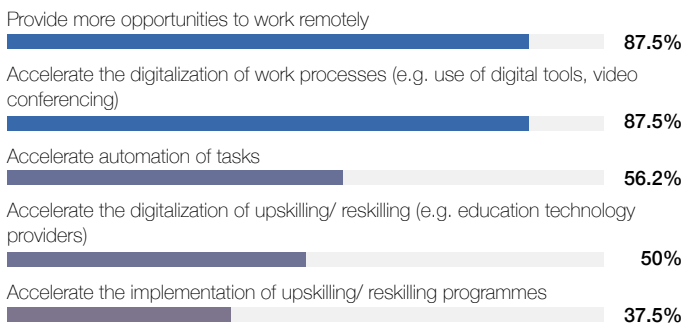 Provide more opportunities to work remotely
87.5%
Accelerate the digitalization of work processes (e.g. use of digital tools, video
conferencing)
87.5%
Accelerate automation of tasks
56.2%
Accelerate the digitalization of upskilling/ reskilling (e.g. education technology
providers)
50%
Accelerate the implementation of upskilling/ reskilling programmes
37.5%